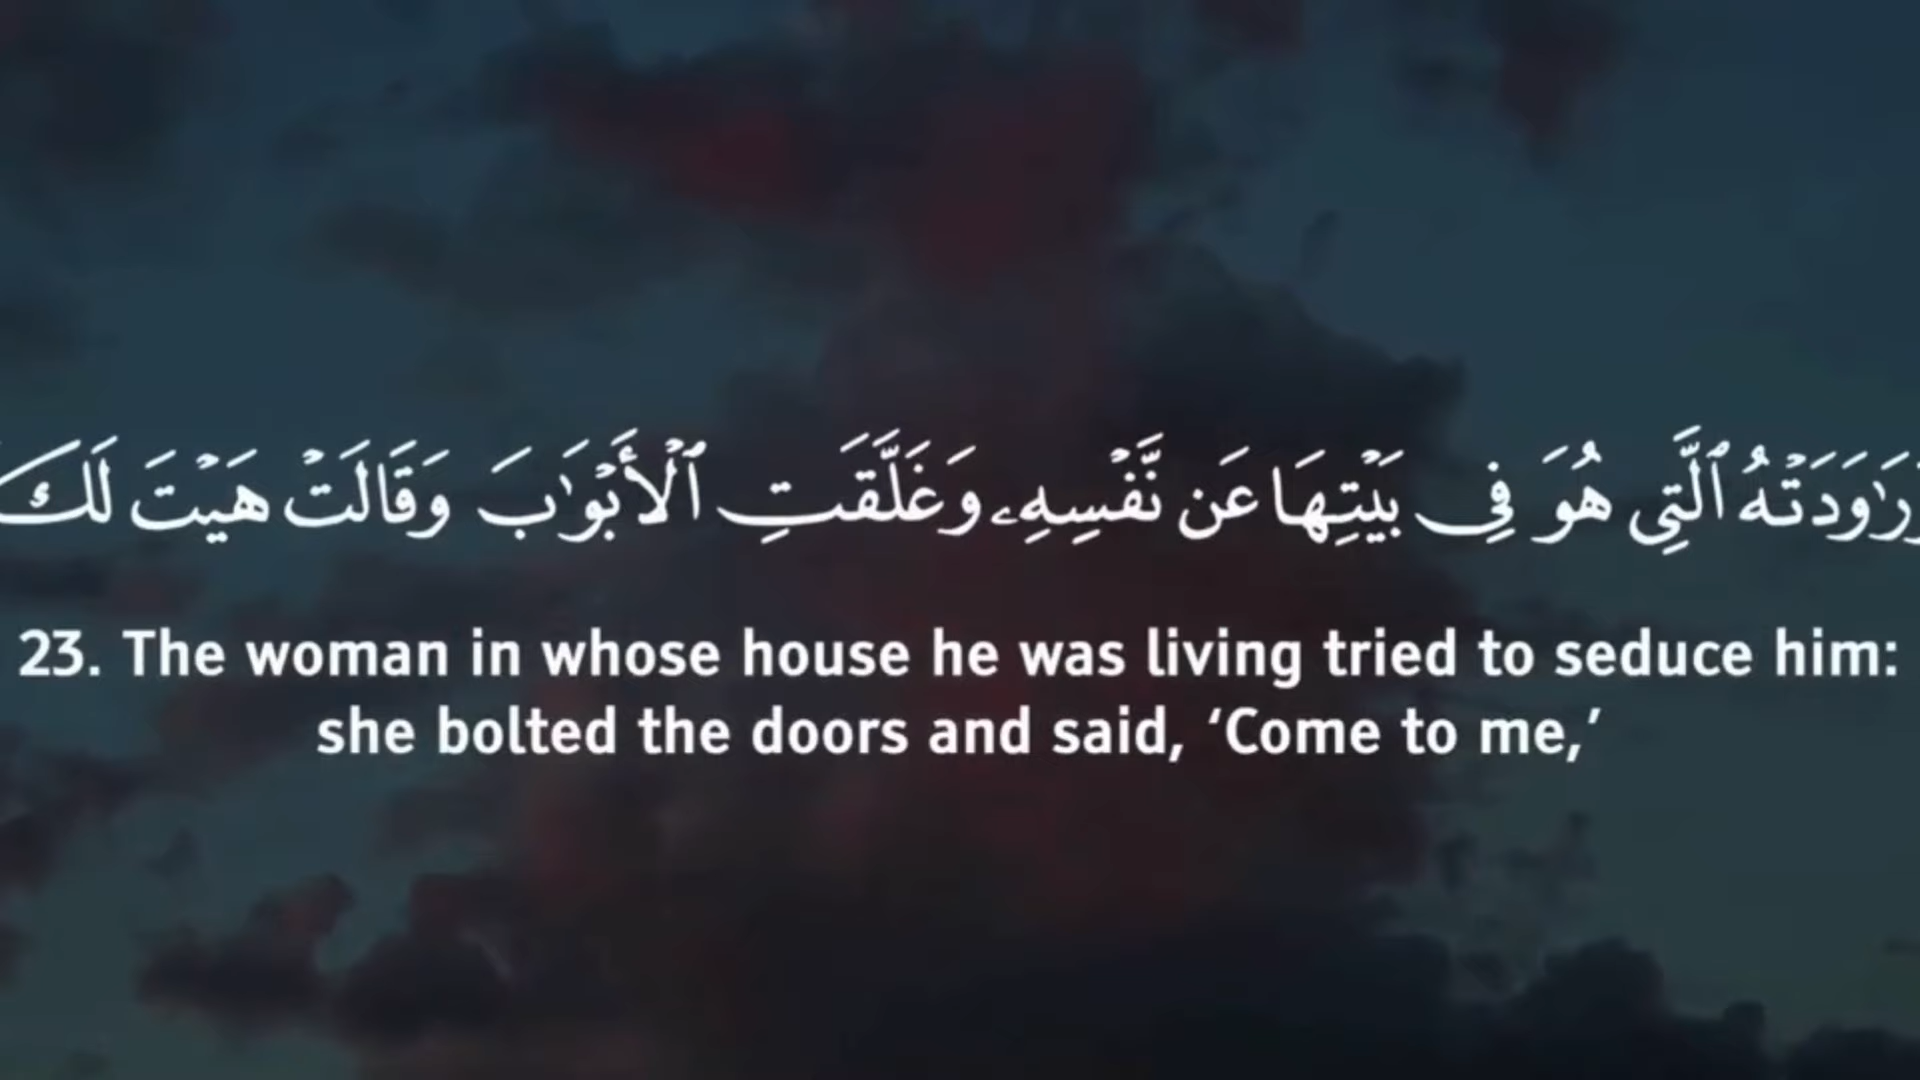 وَرَٰوَدَتْهُ ٱلَّتِى هُوَ فِى بَيْتِهَا عَن نَّفْسِهِۦ وَغَلَّقَتِ ٱلْأَبْوَٰبَ وَقَالَتْ هَيْتَ لَكَ
23. The woman in whose house he was living tried to seduce him:
she bolted the doors and said, ‘Come to me,’